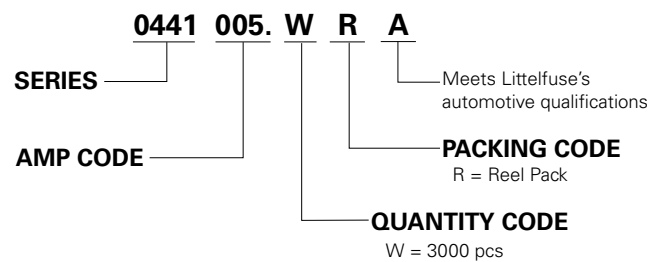 0441 005. W R A
SERIES
Meets Littelfuse's
automotive qualifications
AMP CODE
PACKING CODE
R = Reel Pack
QUANTITY CODE
W = 3000 pcs